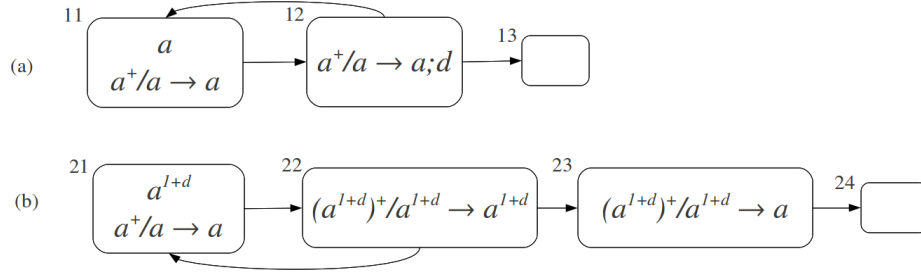 11
12
13
(a)
a
a⁺/a → a
a⁺/a → a;d
21
22
23
24
(b)
a^{1+d}
a⁺/a → a
(a^{1+d})⁺/a^{1+d} → a^{1+d}
(a^{1+d})⁺/a^{1+d} → a